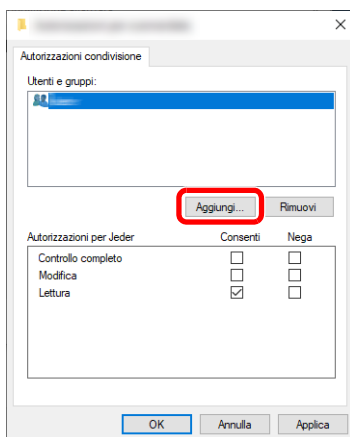 Autorizzazioni condivisione
Utenti e gruppi:
Aggiungi... Rimuovi
Autorizzazioni per Jeder Consenti Nega
Controllo completo
Modifica
Lettura
OK Annulla Applica